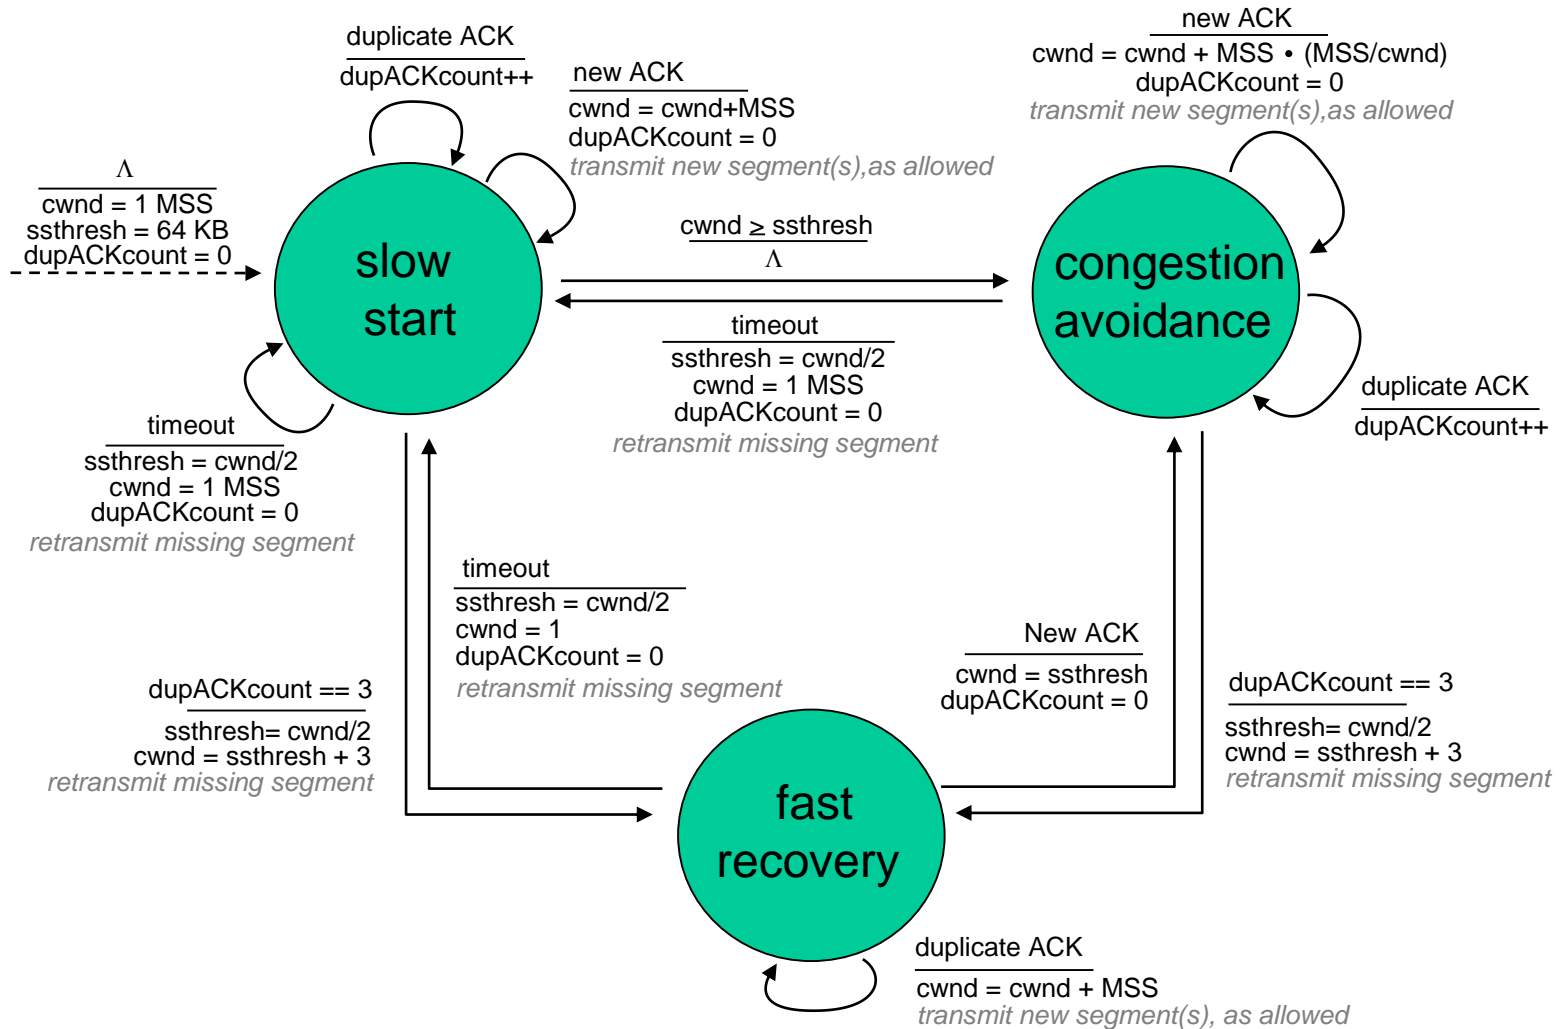 duplicate ACK
dupACKcount++
new ACK
cwnd = cwnd+MSS
dupACKcount = 0
transmit new segment(s),as allowed
new ACK
cwnd = cwnd + MSS • (MSS/cwnd)
dupACKcount = 0
transmit new segment(s),as allowed
Λ
cwnd = 1 MSS
ssthresh = 64 KB
dupACKcount = 0
slow
start
cwnd ≥ ssthresh
Λ
congestion
avoidance
timeout
ssthresh = cwnd/2
cwnd = 1 MSS
dupACKcount = 0
retransmit missing segment
duplicate ACK
dupACKcount++
timeout
ssthresh = cwnd/2
cwnd = 1 MSS
dupACKcount = 0
retransmit missing segment
timeout
ssthresh = cwnd/2
cwnd = 1
dupACKcount = 0
retransmit missing segment
New ACK
cwnd = ssthresh
dupACKcount = 0
dupACKcount == 3
ssthresh= cwnd/2
cwnd = ssthresh + 3
retransmit missing segment
dupACKcount == 3
ssthresh= cwnd/2
cwnd = ssthresh + 3
retransmit missing segment
fast
recovery
duplicate ACK
cwnd = cwnd + MSS
transmit new segment(s), as allowed